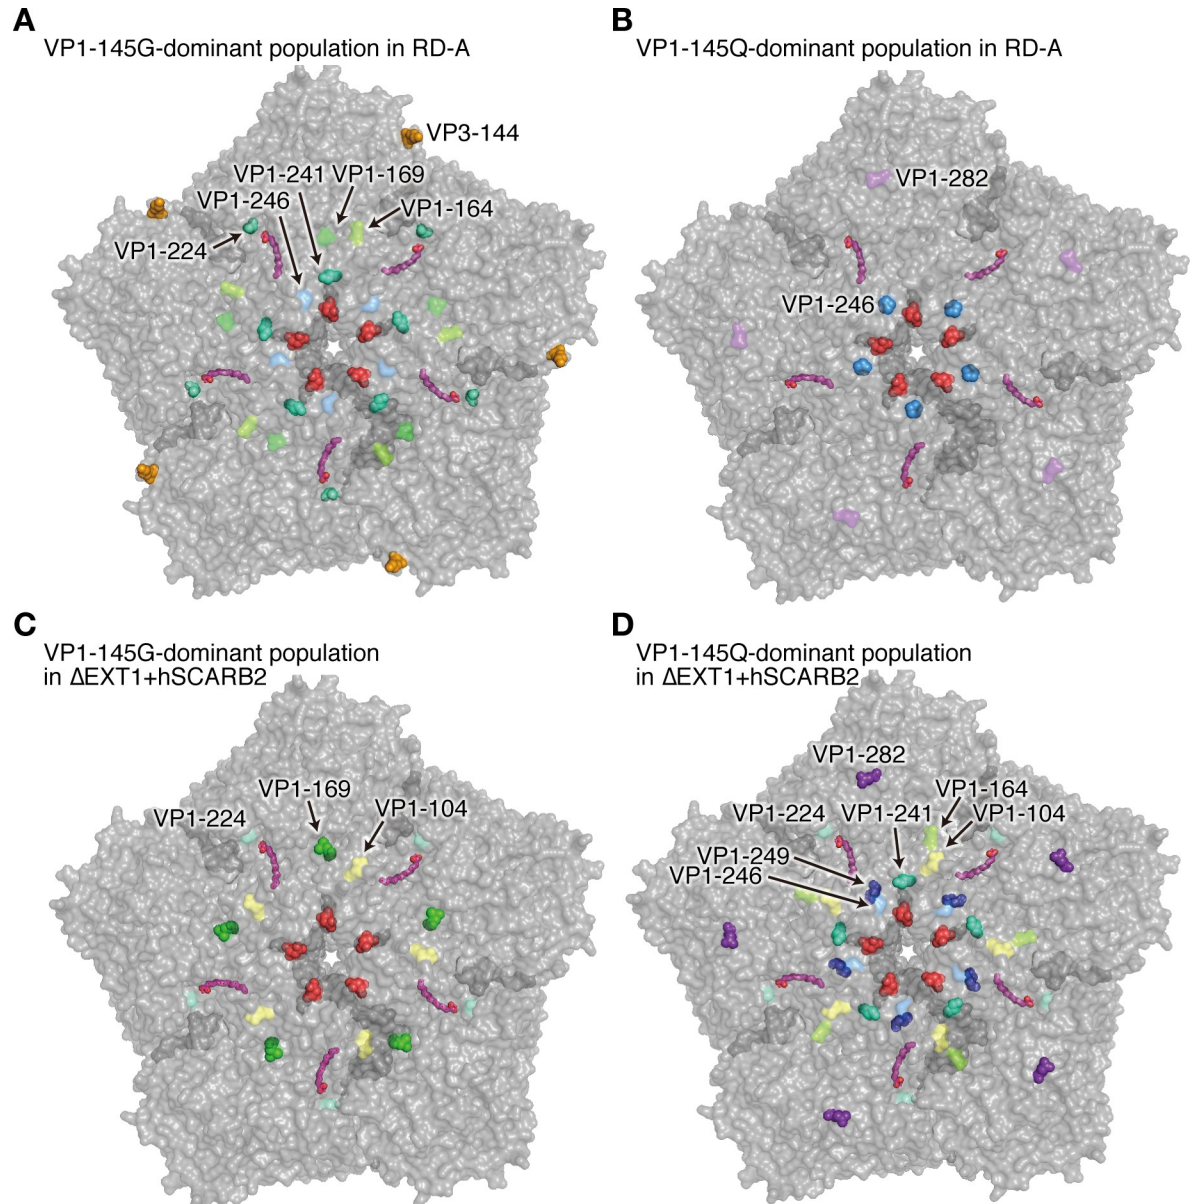 A
VP1-145G-dominant population in RD-A
VP3-144
VP1-241 VP1-169
VP1-246
VP1-164
VP1-224
B
VP1-145Q-dominant population in RD-A
VP1-282
VP1-246
C
VP1-145G-dominant population
in ΔEXT1+hSCARB2
VP1-169
VP1-104
VP1-224
D
VP1-145Q-dominant population
in ΔEXT1+hSCARB2
VP1-282
VP1-164
VP1-224 VP1-241 VP1-104
VP1-249
VP1-246